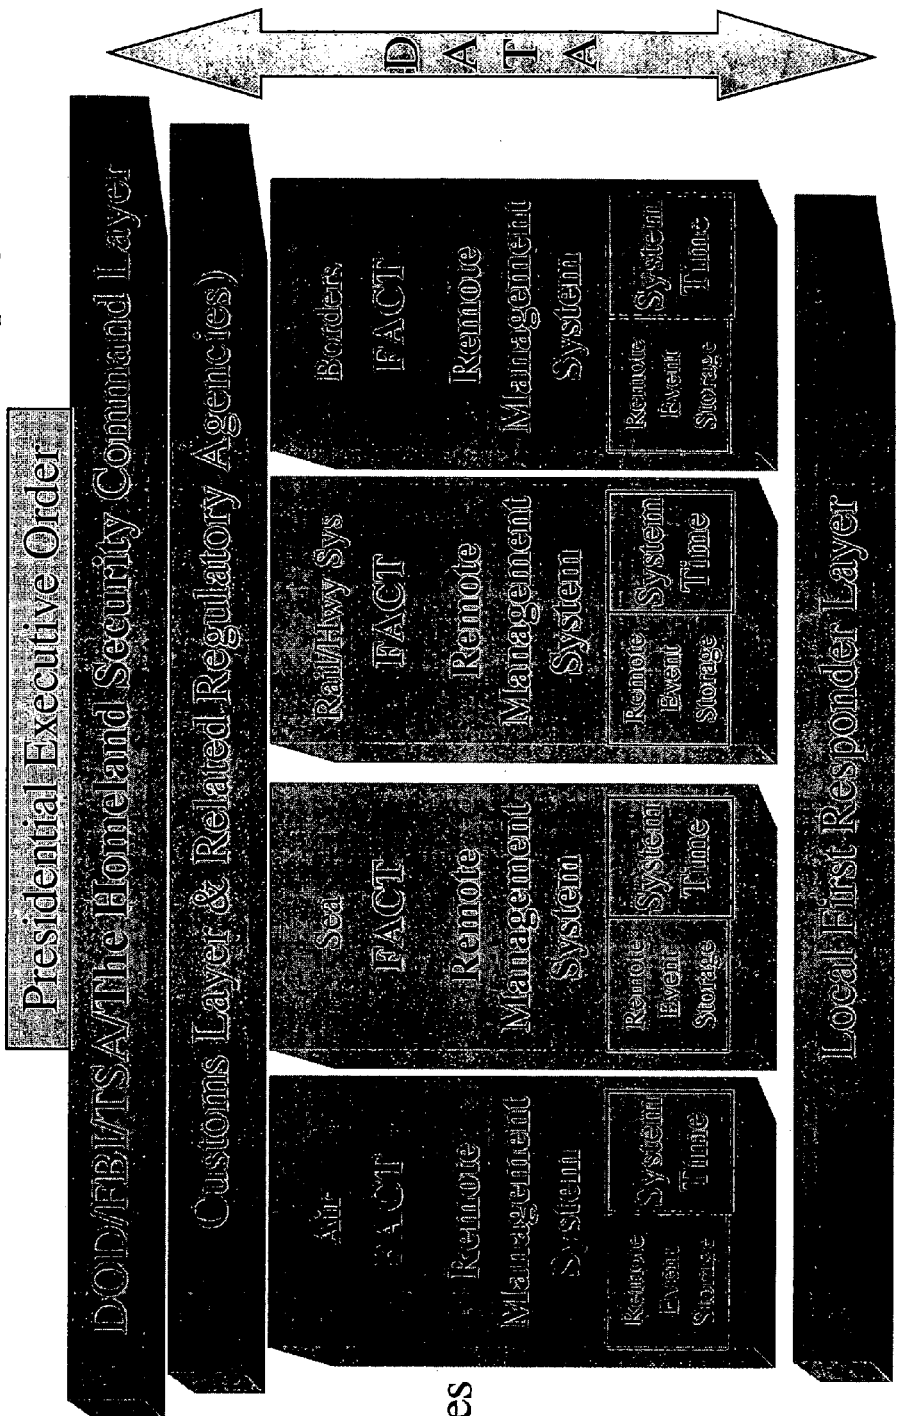 Presidential Executive Order
DOD/FBI/TSA/The Homeland Security Command Layer
Customs Layer & Related Regulatory Agencies)
Air
FACT
Remote
Management
System
Remote
Event
Storage
System
Time
Sea
FACT
Remote
Management
System
Remote
Event
Storage
System
Time
Rail/Hwy Sys
FACT
Remote
Management
System
Remote
Event
Storage
System
Time
Borders
FACT
Remote
Management
System
Remote
Event
Storage
System
Time
Local First Responder Layer
DATA
es